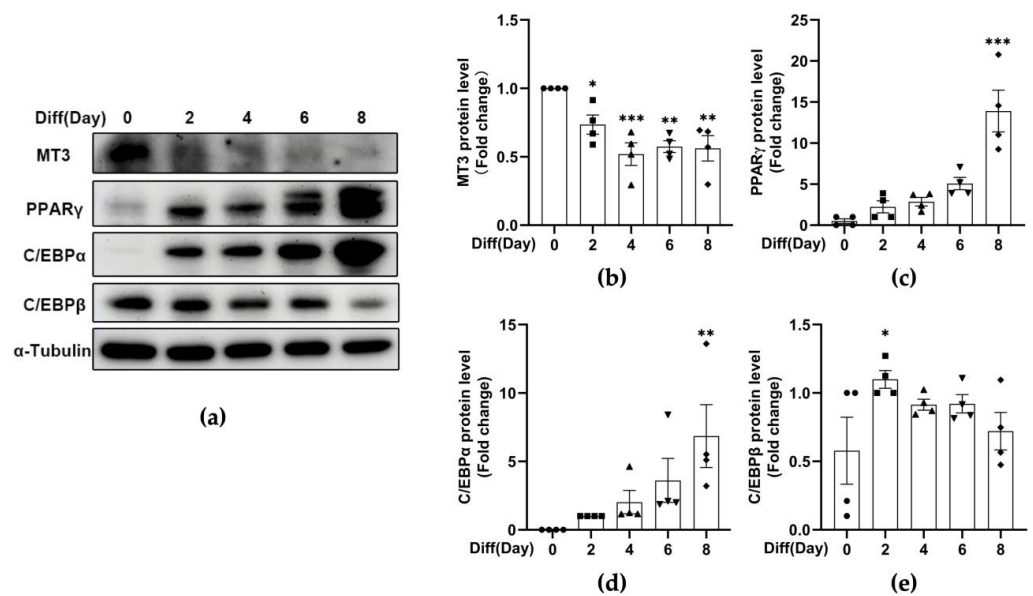 Diff(Day) 0 2 4 6 8
MT3
PPARγ
C/EBPα
C/EBPβ
α-Tubulin
(a)
MT3 protein level
(Fold change)
1.5
1.0
0.5
0.0
*
***
**
**
Diff(Day) 0 2 4 6 8
(b)
PPARγ protein level
(Fold change)
25
20
15
10
5
0
***
Diff(Day) 0 2 4 6 8
(c)
C/EBPα protein level
(Fold change)
15
10
5
0
**
Diff(Day) 0 2 4 6 8
(d)
C/EBPβ protein level
(Fold change)
1.5
1.0
0.5
0.0
*
Diff(Day) 0 2 4 6 8
(e)